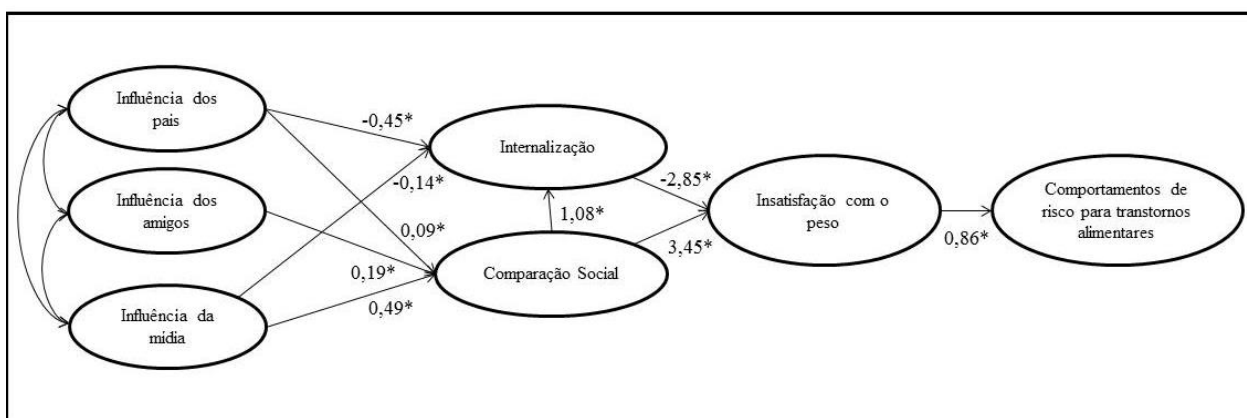 Influência dos
pais
Influência dos
amigos
Influência da
mídia
-0,45*
-0,14*
0,09*
0,19*
0,49*
Internalização
1,08*
Comparação Social
-2,85*
3,45*
Insatisfação com o
peso
0,86*
Comportamentos de
risco para transtornos
alimentares